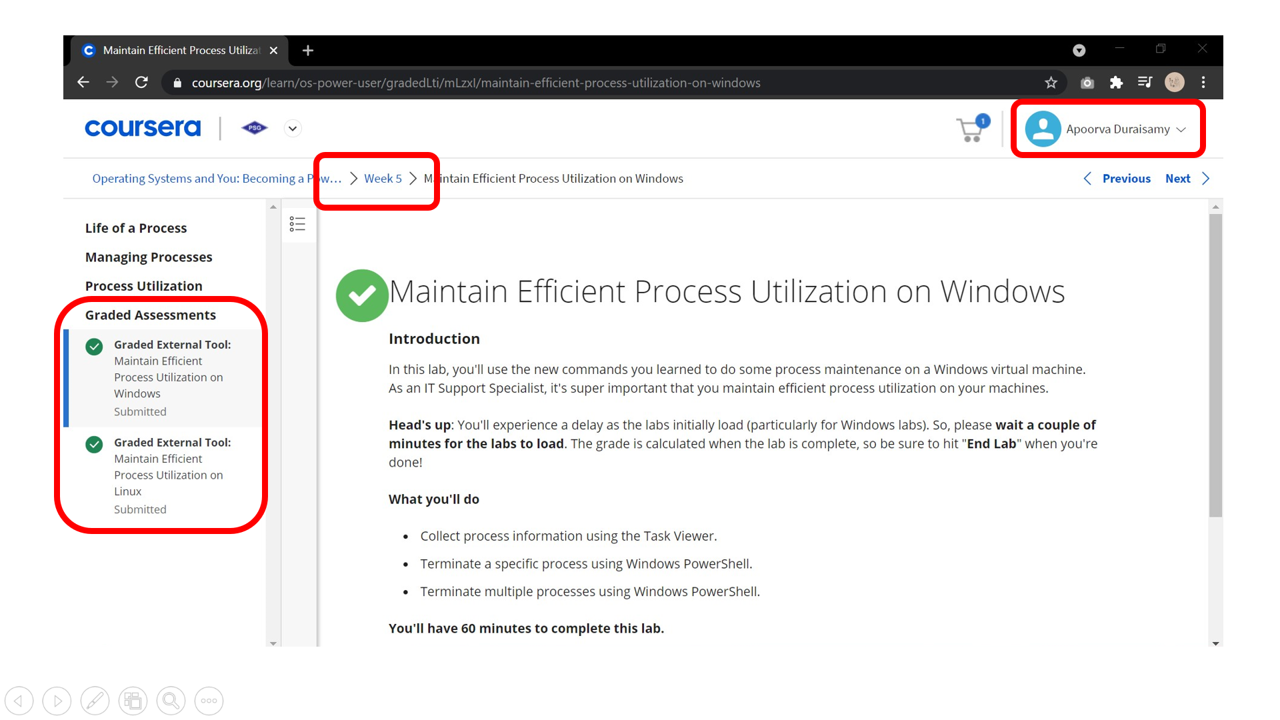 Maintain Efficient Process Utilizat
coursera.org/learn/os-power-user/gradedLti/mLzxI/maintain-efficient-process-utilization-on-windows
coursera
PSG
1
Apoorva Duraisamy
Operating Systems and You: Becoming a Pow... > Week 5 > Maintain Efficient Process Utilization on Windows
Previous Next
Life of a Process
Managing Processes
Process Utilization
Graded Assessments
Graded External Tool:
Maintain Efficient
Process Utilization on
Windows
Submitted
Graded External Tool:
Maintain Efficient
Process Utilization on
Linux
Submitted
Maintain Efficient Process Utilization on Windows
Introduction
In this lab, you'll use the new commands you learned to do some process maintenance on a Windows virtual machine.
As an IT Support Specialist, it's super important that you maintain efficient process utilization on your machines.
Head's up: You'll experience a delay as the labs initially load (particularly for Windows labs). So, please wait a couple of
minutes for the labs to load. The grade is calculated when the lab is complete, so be sure to hit "End Lab" when you're
done!
What you'll do
• Collect process information using the Task Viewer.
• Terminate a specific process using Windows PowerShell.
• Terminate multiple processes using Windows PowerShell.
You'll have 60 minutes to complete this lab.